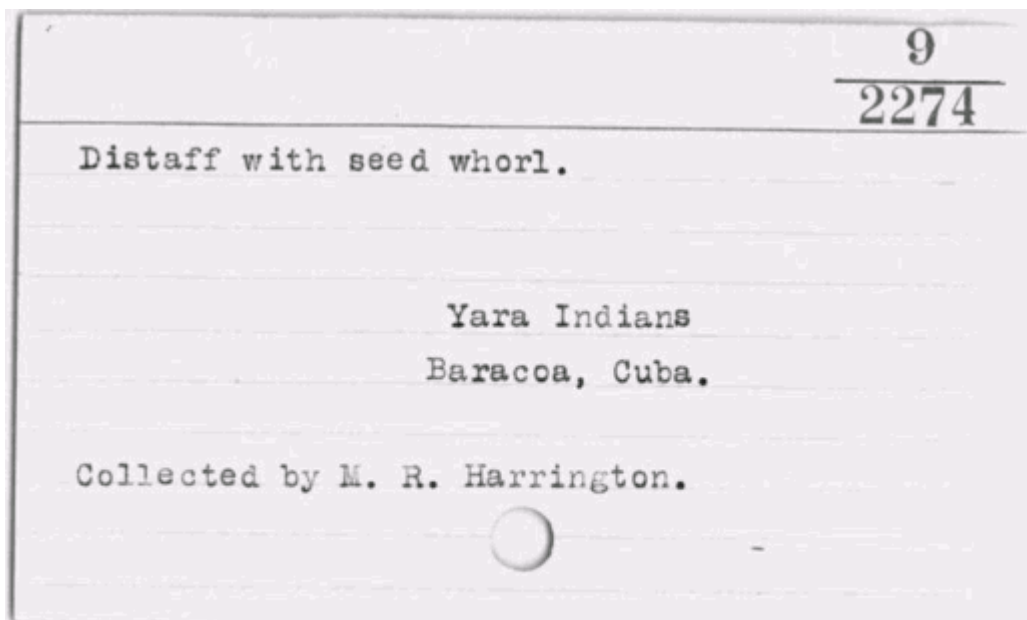 9
2274
Distaff with seed whorl.
Yara Indians
Baracoa, Cuba.
Collected by M. R. Harrington.